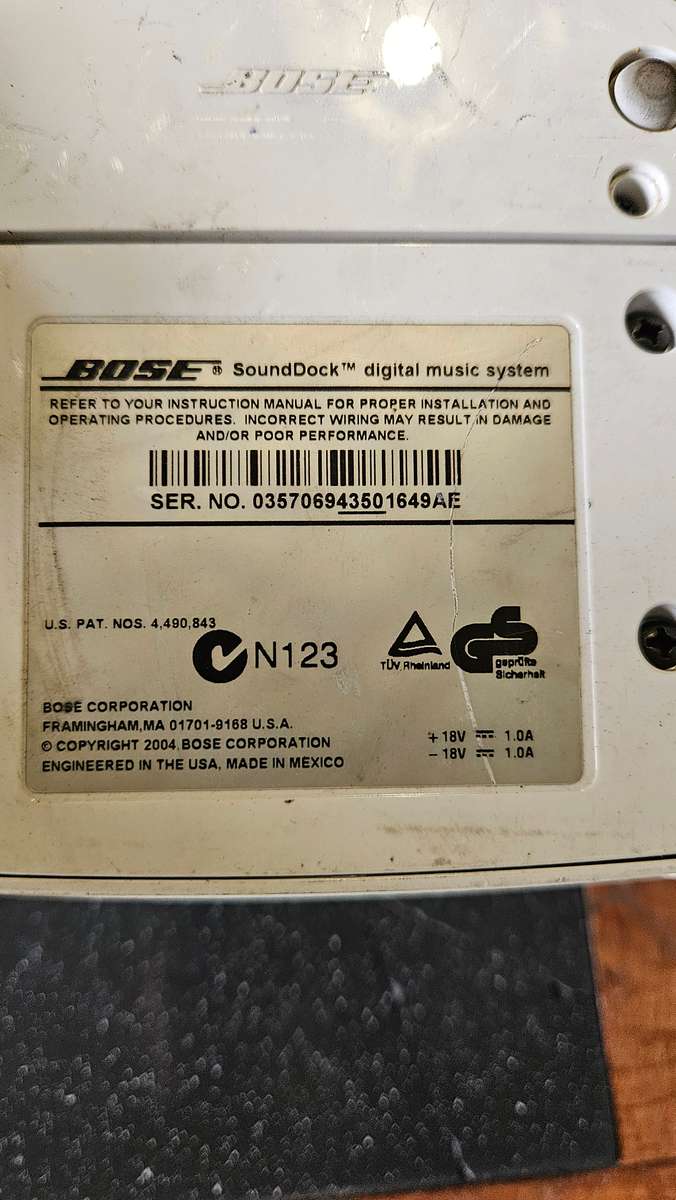 BOSE
BOSE ® SoundDock™ digital music system
REFER TO YOUR INSTRUCTION MANUAL FOR PROPER INSTALLATION AND
OPERATING PROCEDURES. INCORRECT WIRING MAY RESULT IN DAMAGE
AND/OR POOR PERFORMANCE.
SER. NO. 035706943501649AE
U.S. PAT. NOS. 4,490,843
N123
TÜV Rheinland
GS
geprüfte
Sicherheit
BOSE CORPORATION
FRAMINGHAM,MA 01701-9168 U.S.A.
© COPYRIGHT 2004, BOSE CORPORATION
ENGINEERED IN THE USA, MADE IN MEXICO
+18V 1.0A
-18V 1.0A